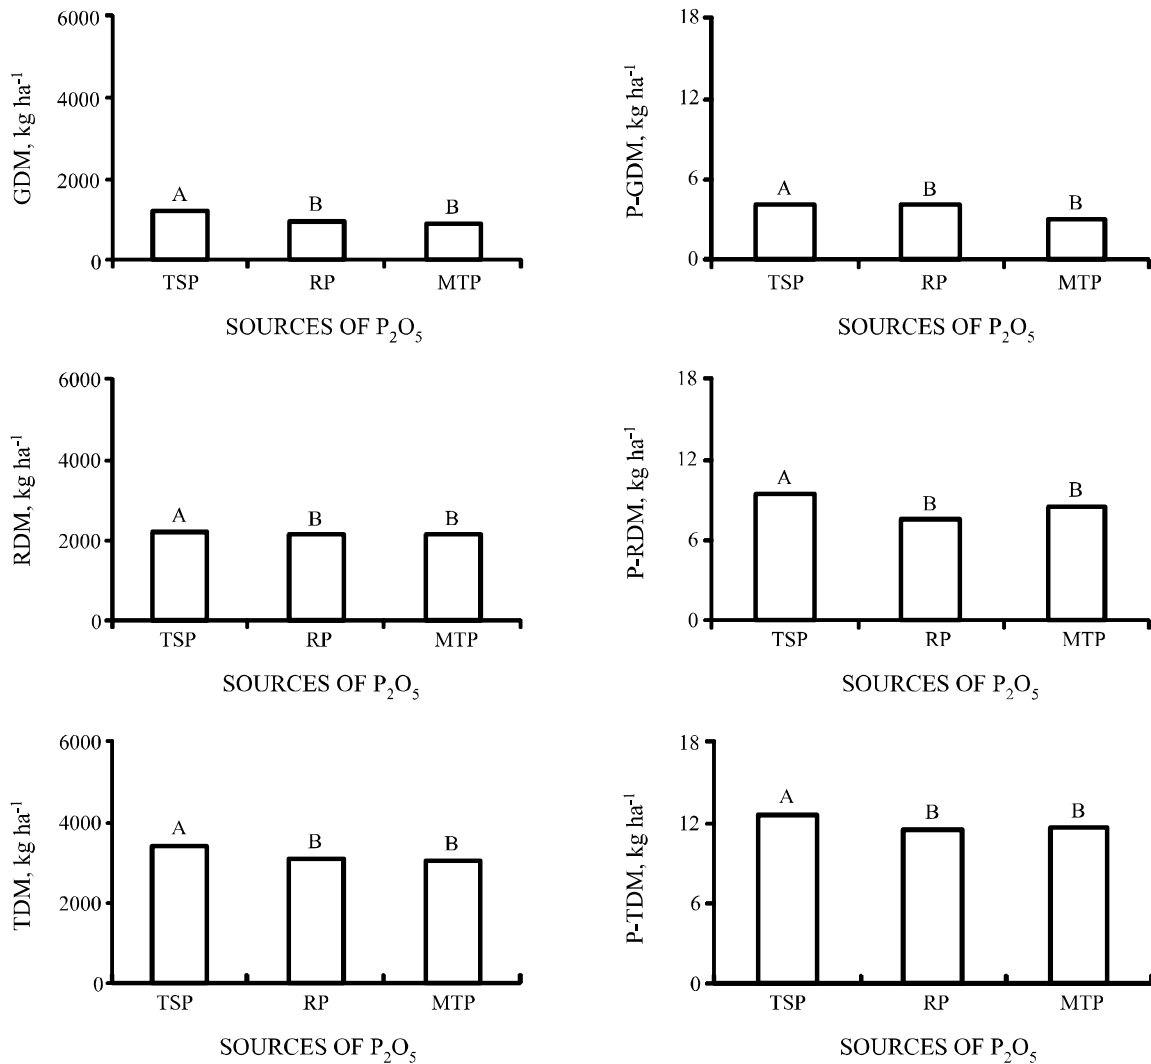 6000
4000
2000
0
GDM, kg ha⁻¹
A
B
B
TSP
RP
MTP
SOURCES OF P₂O₅
18
12
6
0
P-GDM, kg ha⁻¹
A
B
B
TSP
RP
MTP
SOURCES OF P₂O₅
6000
4000
2000
0
RDM, kg ha⁻¹
A
B
B
TSP
RP
MTP
SOURCES OF P₂O₅
18
12
6
0
P-RDM, kg ha⁻¹
A
B
B
TSP
RP
MTP
SOURCES OF P₂O₅
6000
4000
2000
0
TDM, kg ha⁻¹
A
B
B
TSP
RP
MTP
SOURCES OF P₂O₅
18
12
6
0
P-TDM, kg ha⁻¹
A
B
B
TSP
RP
MTP
SOURCES OF P₂O₅